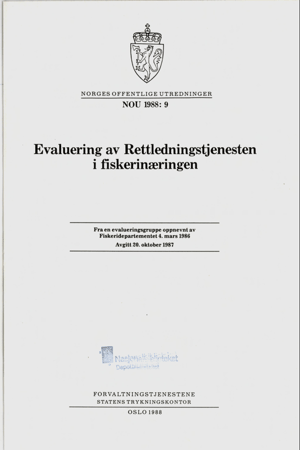 NORGES OFFENTLIGE UTREDNINGER
NOU 1988: 9
Evaluering av Rettledningstjenesten
i fiskerinæringen
Fra en evalueringsgruppe oppnevnt av
Fiskeridepartementet 4. mars 1986
Avgitt 20. oktober 1987
FORVALTNINGSTJENESTENE
STATENS TRYKNINGSKONTOR
OSLO 1988